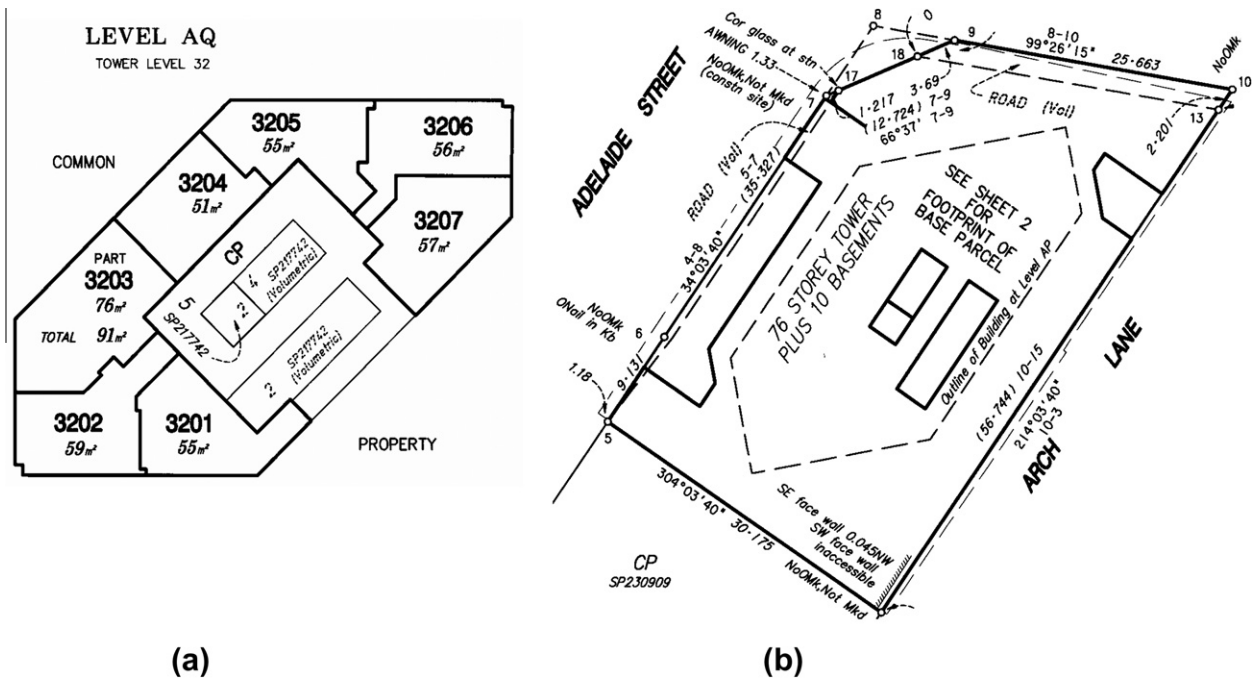 LEVEL AQ
TOWER LEVEL 32
COMMON
3205
55m²
3206
56m²
3204
51m²
3207
57m²
PART
3203
76m²
TOTAL 91m²
CP
5
SP217742
2
4
SP217742
(Volumetric)
2
SP217742
(Volumetric)
3202
59m²
3201
55m²
PROPERTY
(a)
ADELAIDE STREET
Cor glass at stn
AWNING 1.33
NoOMk,Not Mkd
(constn site)
8
0
9
18
17
7
8-10
99°26'15"
25·663
NoOMk
10
13
2·201
1·217
3·69
(12·724) 7-9
66°37' 7-9
ROAD (Vol)
ROAD (Vol)
5-7
(35·327)
4-8
34°03'40"
NoOMk
ONail in Kb
6
1.18
9·131
5
76 STOREY TOWER
PLUS 10 BASEMENTS
SEE SHEET 2
FOR
FOOTPRINT OF
BASE PARCEL
Outline of Building at Level AP
(56·744) 10-15
214°03'40"
10-3
ARCH LANE
304°03'40" 30·175
SE face wall 0.045NW
SW face wall
inaccessible
NoOMk,Not Mkd
CP
SP230909
(b)